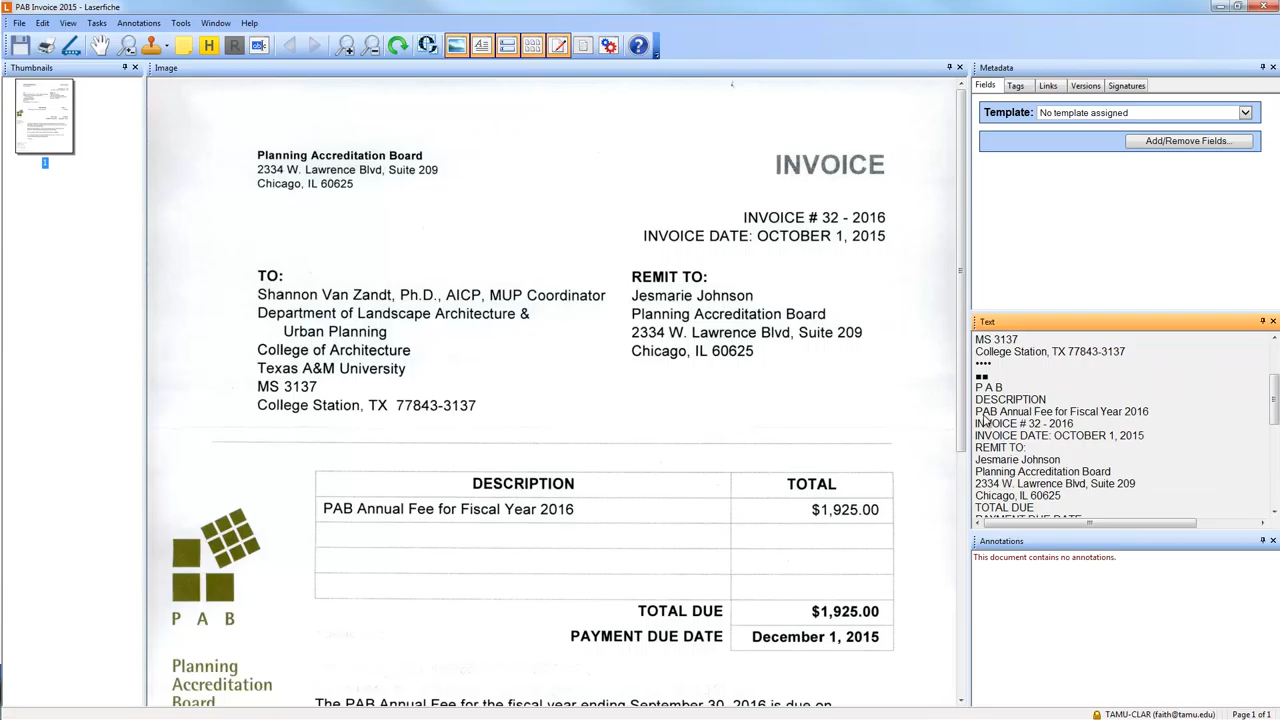 PAB Invoice 2015 - Laserfiche
File Edit View Tasks Annotations Tools Window Help
Thumbnails
1
Image
Planning Accreditation Board
2334 W. Lawrence Blvd, Suite 209
Chicago, IL 60625
INVOICE
INVOICE # 32 - 2016
INVOICE DATE: OCTOBER 1, 2015
TO:
Shannon Van Zandt, Ph.D., AICP, MUP Coordinator
Department of Landscape Architecture &
Urban Planning
College of Architecture
Texas A&M University
MS 3137
College Station, TX 77843-3137
REMIT TO:
Jesmarie Johnson
Planning Accreditation Board
2334 W. Lawrence Blvd, Suite 209
Chicago, IL 60625
DESCRIPTION TOTAL
PAB Annual Fee for Fiscal Year 2016 $1,925.00
TOTAL DUE $1,925.00
PAYMENT DUE DATE December 1, 2015
P A B
Planning
Accreditation
Board
The PAB Annual Fee for the fiscal year ending September 30, 2016 is due on
Metadata
Fields Tags Links Versions Signatures
Template: No template assigned
Add/Remove Fields...
Text
MS 3137
College Station, TX 77843-3137
••••
■■
P A B
DESCRIPTION
PAB Annual Fee for Fiscal Year 2016
INVOICE # 32 - 2016
INVOICE DATE: OCTOBER 1, 2015
REMIT TO:
Jesmarie Johnson
Planning Accreditation Board
2334 W. Lawrence Blvd, Suite 209
Chicago, IL 60625
TOTAL DUE
PAYMENT DUE DATE
Annotations
This document contains no annotations.
TAMU-CLAR (faith@tamu.edu) Page 1 of 1